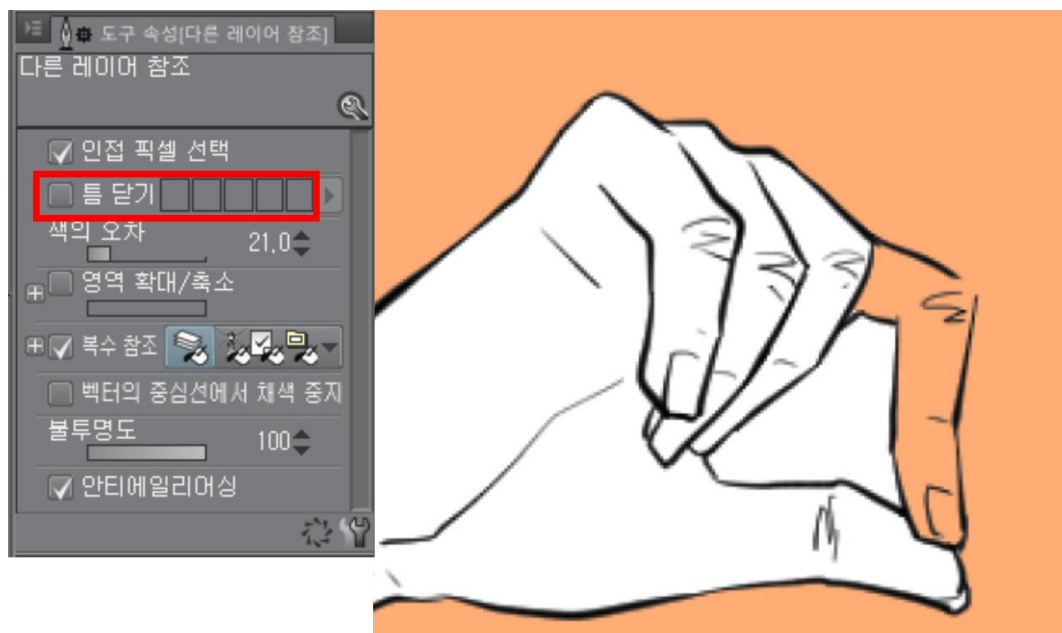 도구 속성[다른 레이어 참조]
다른 레이어 참조
인접 픽셀 선택
틈 닫기
색의 오차 21,0
영역 확대/축소
복수 참조
벡터의 중심선에서 채색 중지
불투명도 100
안티에일리어싱